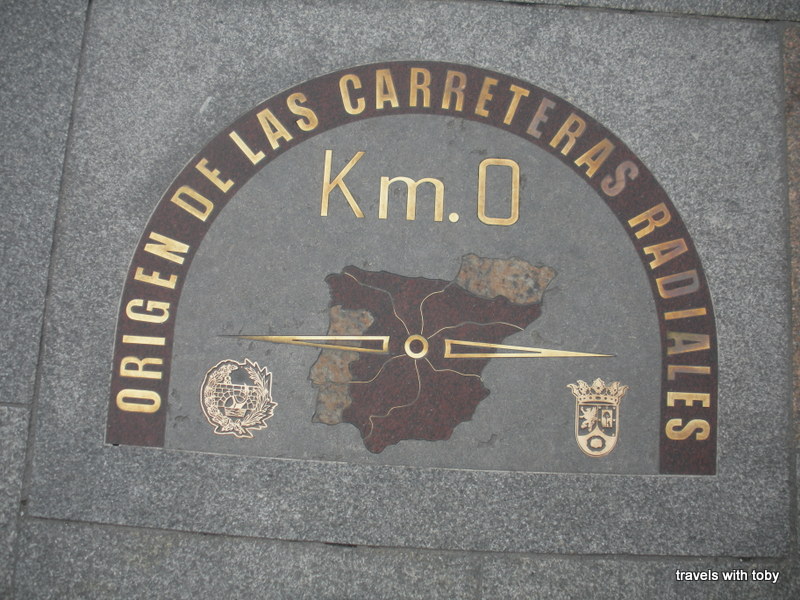 ORIGEN DE LAS CARRETERAS RADIALES
Km. 0
travels with toby